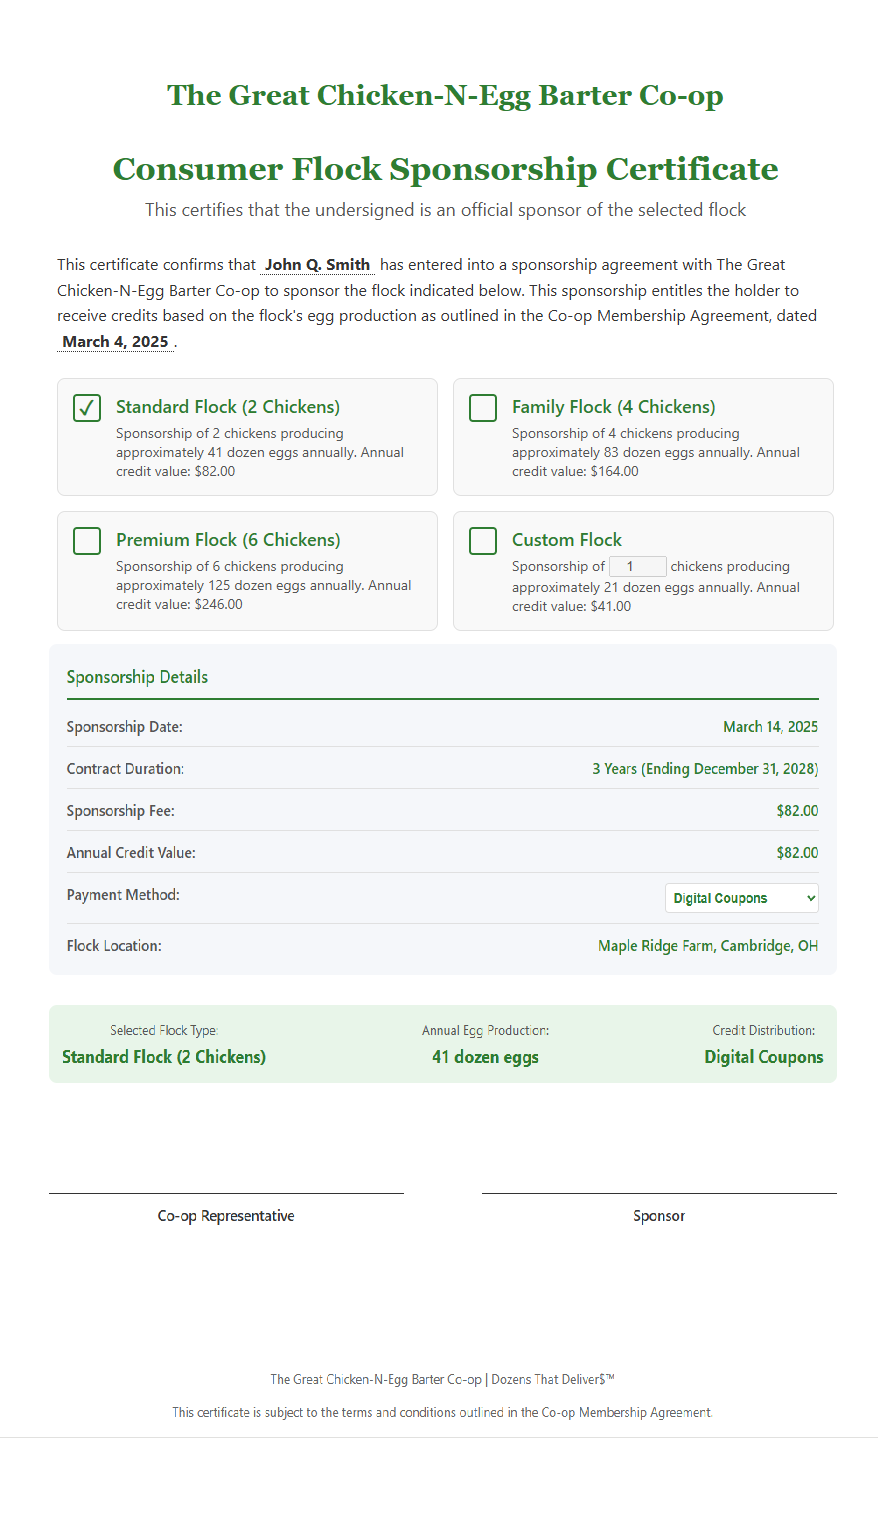 The Great Chicken-N-Egg Barter Co-op
Consumer Flock Sponsorship Certificate
This certifies that the undersigned is an official sponsor of the selected flock
This certificate confirms that John Q. Smith has entered into a sponsorship agreement with The Great
Chicken-N-Egg Barter Co-op to sponsor the flock indicated below. This sponsorship entitles the holder to
receive credits based on the flock's egg production as outlined in the Co-op Membership Agreement, dated
March 4, 2025 .
✓ Standard Flock (2 Chickens)
Sponsorship of 2 chickens producing
approximately 41 dozen eggs annually. Annual
credit value: $82.00
Family Flock (4 Chickens)
Sponsorship of 4 chickens producing
approximately 83 dozen eggs annually. Annual
credit value: $164.00
Premium Flock (6 Chickens)
Sponsorship of 6 chickens producing
approximately 125 dozen eggs annually. Annual
credit value: $246.00
Custom Flock
Sponsorship of 1 chickens producing
approximately 21 dozen eggs annually. Annual
credit value: $41.00
Sponsorship Details
Sponsorship Date: March 14, 2025
Contract Duration: 3 Years (Ending December 31, 2028)
Sponsorship Fee: $82.00
Annual Credit Value: $82.00
Payment Method: Digital Coupons
Flock Location: Maple Ridge Farm, Cambridge, OH
Selected Flock Type:
Standard Flock (2 Chickens)
Annual Egg Production:
41 dozen eggs
Credit Distribution:
Digital Coupons
Co-op Representative
Sponsor
The Great Chicken-N-Egg Barter Co-op | Dozens That Deliver$™
This certificate is subject to the terms and conditions outlined in the Co-op Membership Agreement.